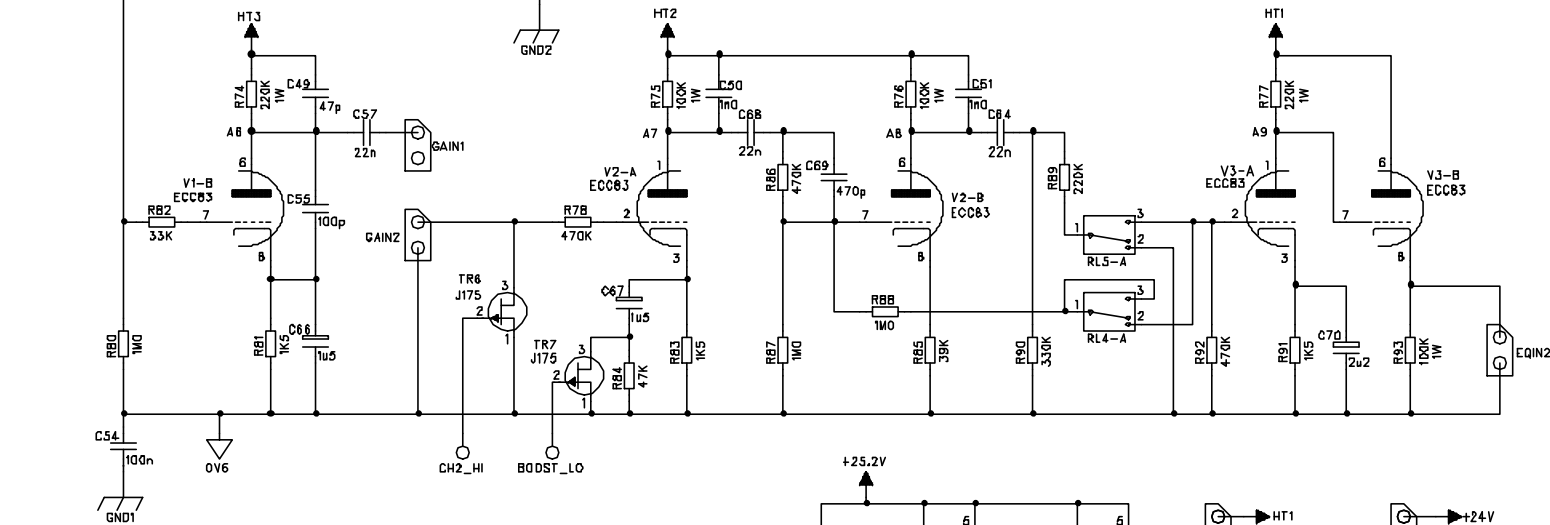 HT3
GND2
HT2
HT1
R74
220K
1W
C49
47p
C57
22n
GAIN1
A6
6
V1-B
ECC83
7
R82
33K
C55
100p
8
R80
1M0
R81
1K5
C66
1u5
C54
100n
GND1
0V6
GAIN2
R78
470K
TR6
J175
3
2
1
CH2_HI
TR7
J175
3
2
1
BOOST_LO
R75
100K
1W
C50
1n0
C68
22n
A7
1
V2-A
ECC83
2
3
C67
1u5
R84
47K
R83
1K5
R86
470K
C69
470p
R87
1M0
R76
100K
1W
C51
1n0
C64
22n
A8
6
V2-B
ECC83
7
8
R85
39K
R88
1M0
R89
220K
1
3
2
RL5-A
1
3
2
RL4-A
R90
330K
R92
470K
R77
220K
1W
A9
1
V3-A
ECC83
2
3
R91
1K5
C70
2u2
6
V3-B
ECC83
7
8
R93
100K
1W
EQIN2
+25.2V
6
6
HT1
+24V